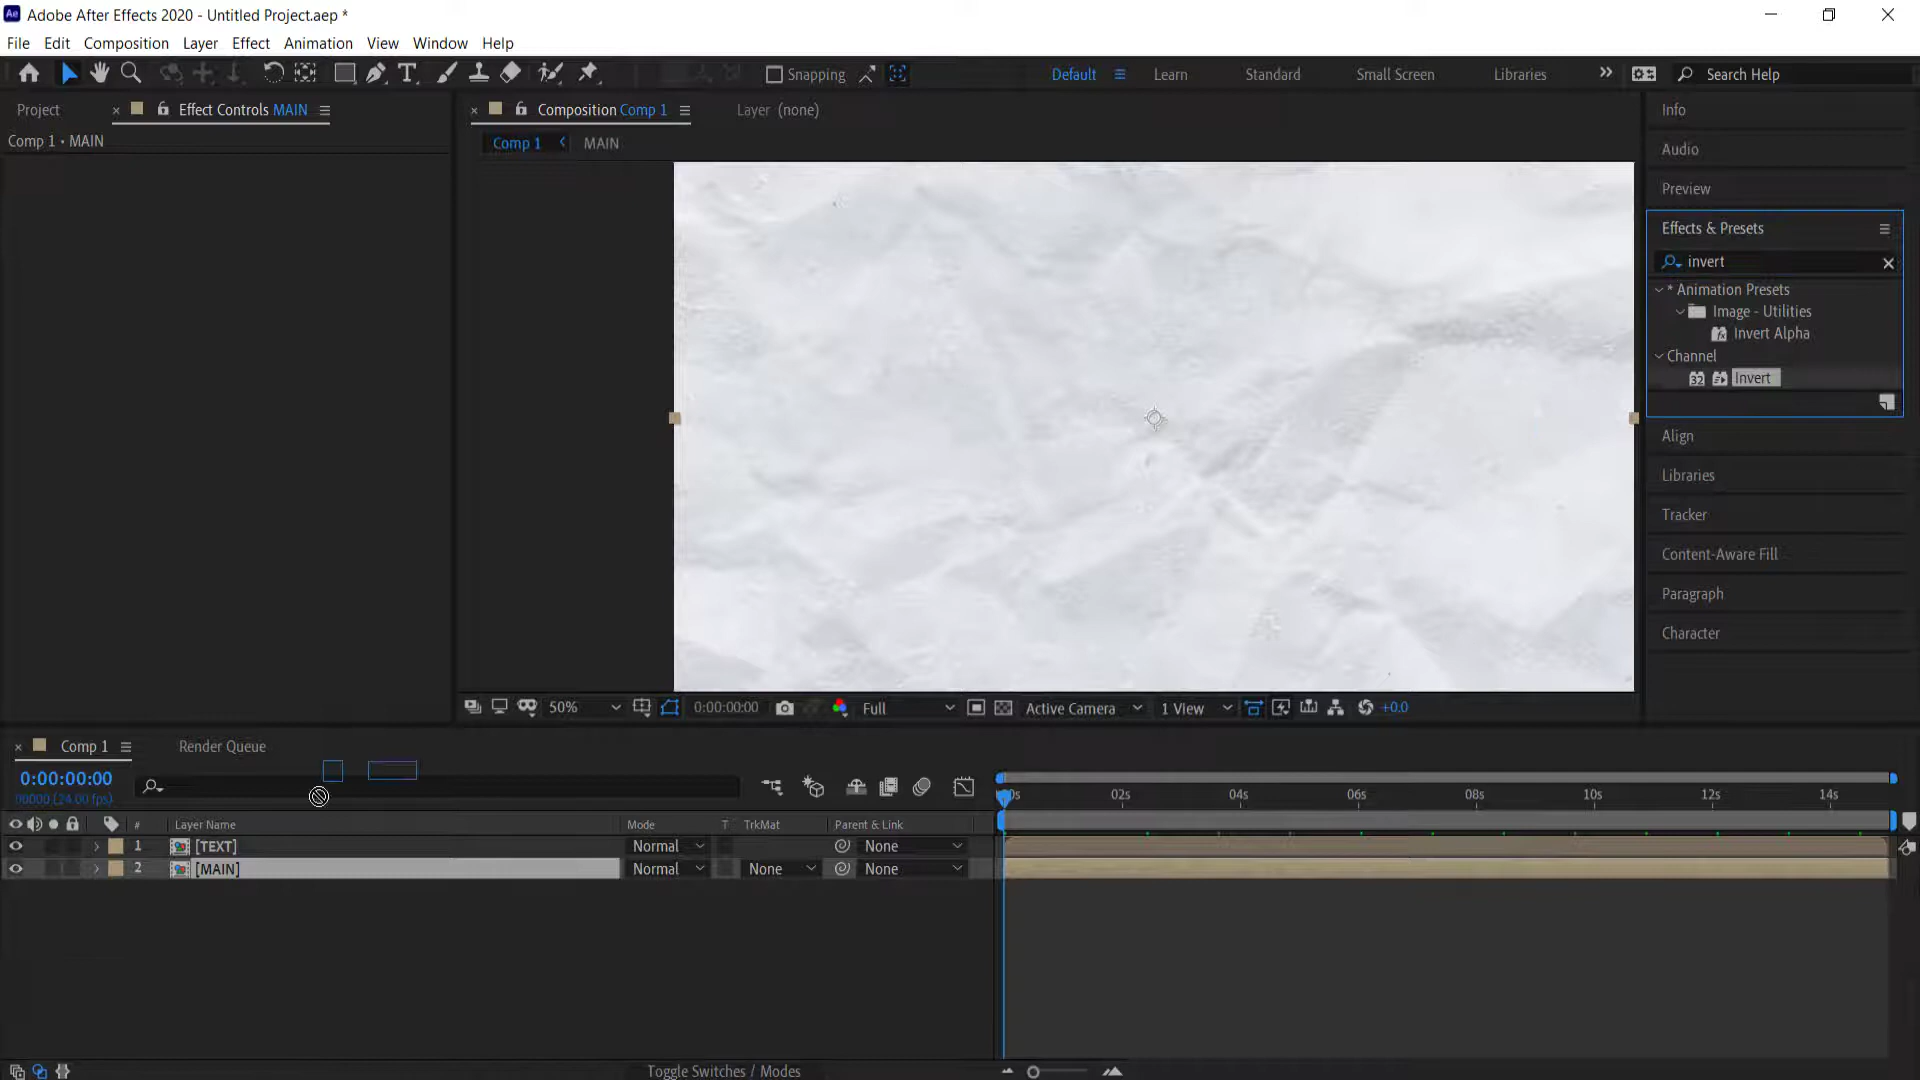 Adobe After Effects 2020 - Untitled Project.aep *
File Edit Composition Layer Effect Animation View Window Help
Snapping Default Learn Standard Small Screen Libraries Search Help
Project Effect Controls MAIN
Composition Comp 1 Layer (none)
Comp 1 • MAIN
Comp 1 MAIN
Info
Audio
Preview
Effects & Presets
invert
* Animation Presets
Image - Utilities
Invert Alpha
Channel
32 Invert
Align
Libraries
Tracker
Content-Aware Fill
Paragraph
Character
50% 0:00:00:00 Full Active Camera 1 View +0.0
Comp 1 Render Queue
0:00:00:00
00000 (24.00 fps)
02s 04s 06s 08s 10s 12s 14s
# Layer Name Mode T TrkMat Parent & Link
1 [TEXT] Normal None
2 [MAIN] Normal None None
Toggle Switches / Modes